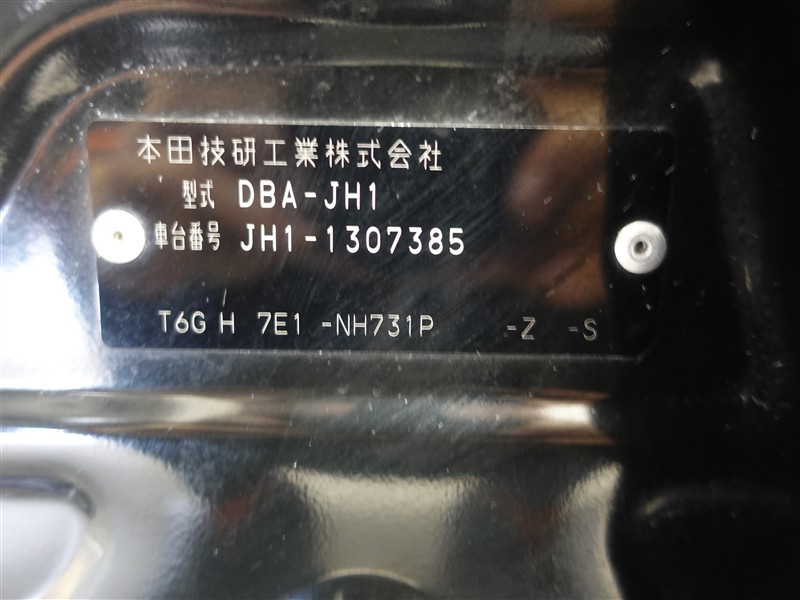 本田技研工業株式会社
型式 DBA-JH1
車台番号 JH1-1307385
T6G H 7E1 -NH731P -Z -S